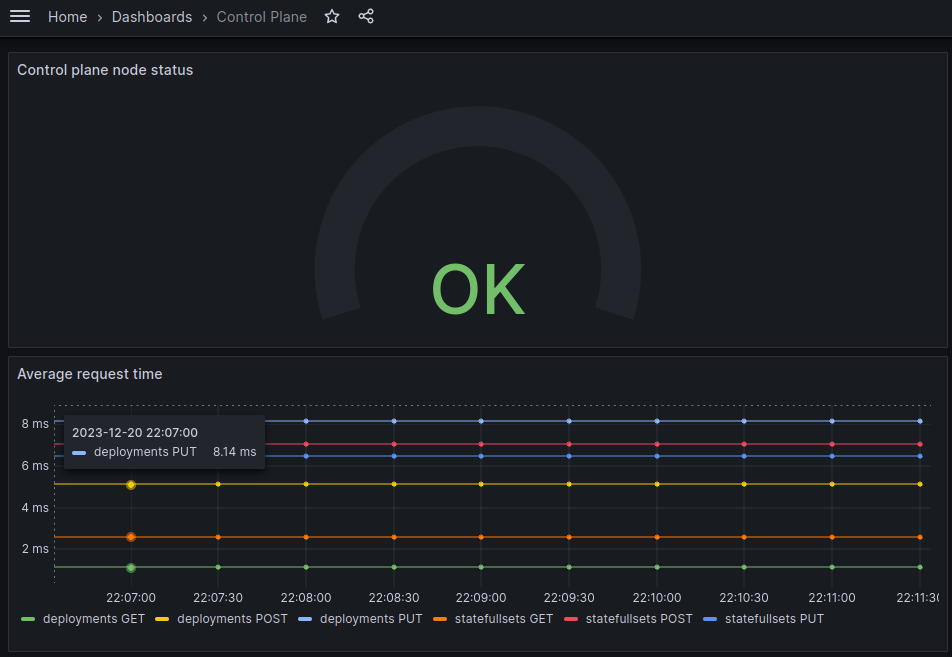 Home › Dashboards › Control Plane
Control plane node status
OK
Average request time
8 ms
6 ms
4 ms
2 ms
2023-12-20 22:07:00
deployments PUT 8.14 ms
22:07:00 22:07:30 22:08:00 22:08:30 22:09:00 22:09:30 22:10:00 22:10:30 22:11:00 22:11:30
deployments GET deployments POST deployments PUT statefullsets GET statefullsets POST statefullsets PUT